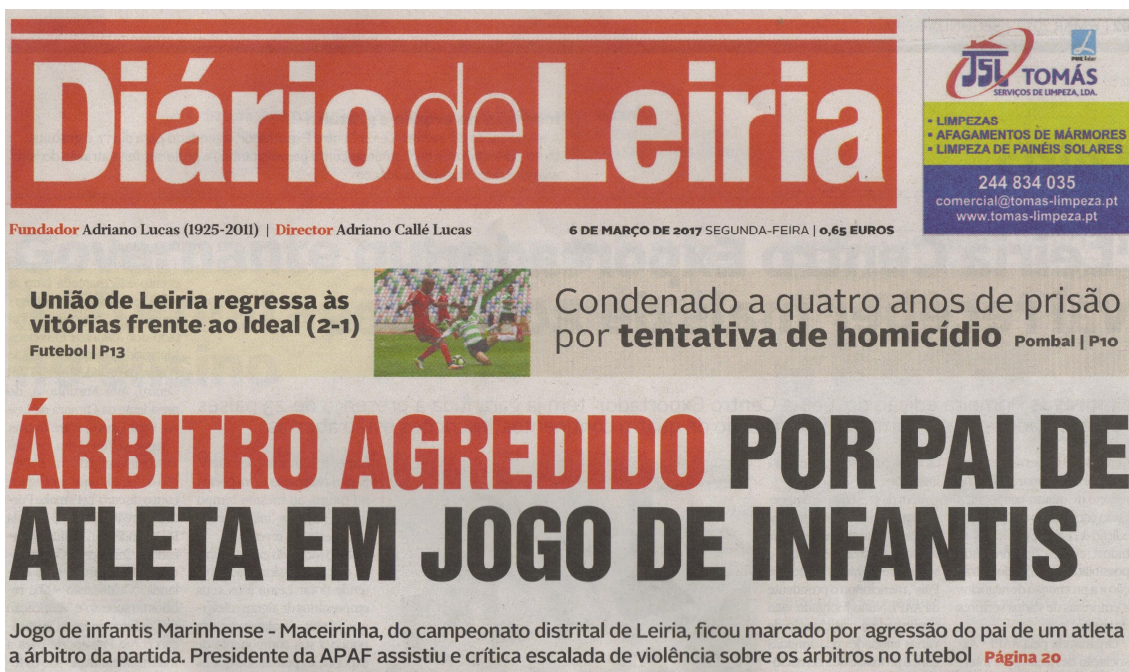 Diário de Leiria
JSL TOMÁS
SERVIÇOS DE LIMPEZA, LDA.
• LIMPEZAS
• AFAGAMENTOS DE MÁRMORES
• LIMPEZA DE PAINÉIS SOLARES
244 834 035
comercial@tomas-limpeza.pt
www.tomas-limpeza.pt
Fundador Adriano Lucas (1925-2011) | Director Adriano Callé Lucas
6 DE MARÇO DE 2017 SEGUNDA-FEIRA | 0,65 EUROS
União de Leiria regressa às
vitórias frente ao Ideal (2-1)
Futebol | P13
Condenado a quatro anos de prisão
por tentativa de homicídio Pombal | P10
ÁRBITRO AGREDIDO POR PAI DE
ATLETA EM JOGO DE INFANTIS
Jogo de infantis Marinhense - Maceirinha, do campeonato distrital de Leiria, ficou marcado por agressão do pai de um atleta
a árbitro da partida. Presidente da APAF assistiu e crítica escalada de violência sobre os árbitros no futebol Página 20